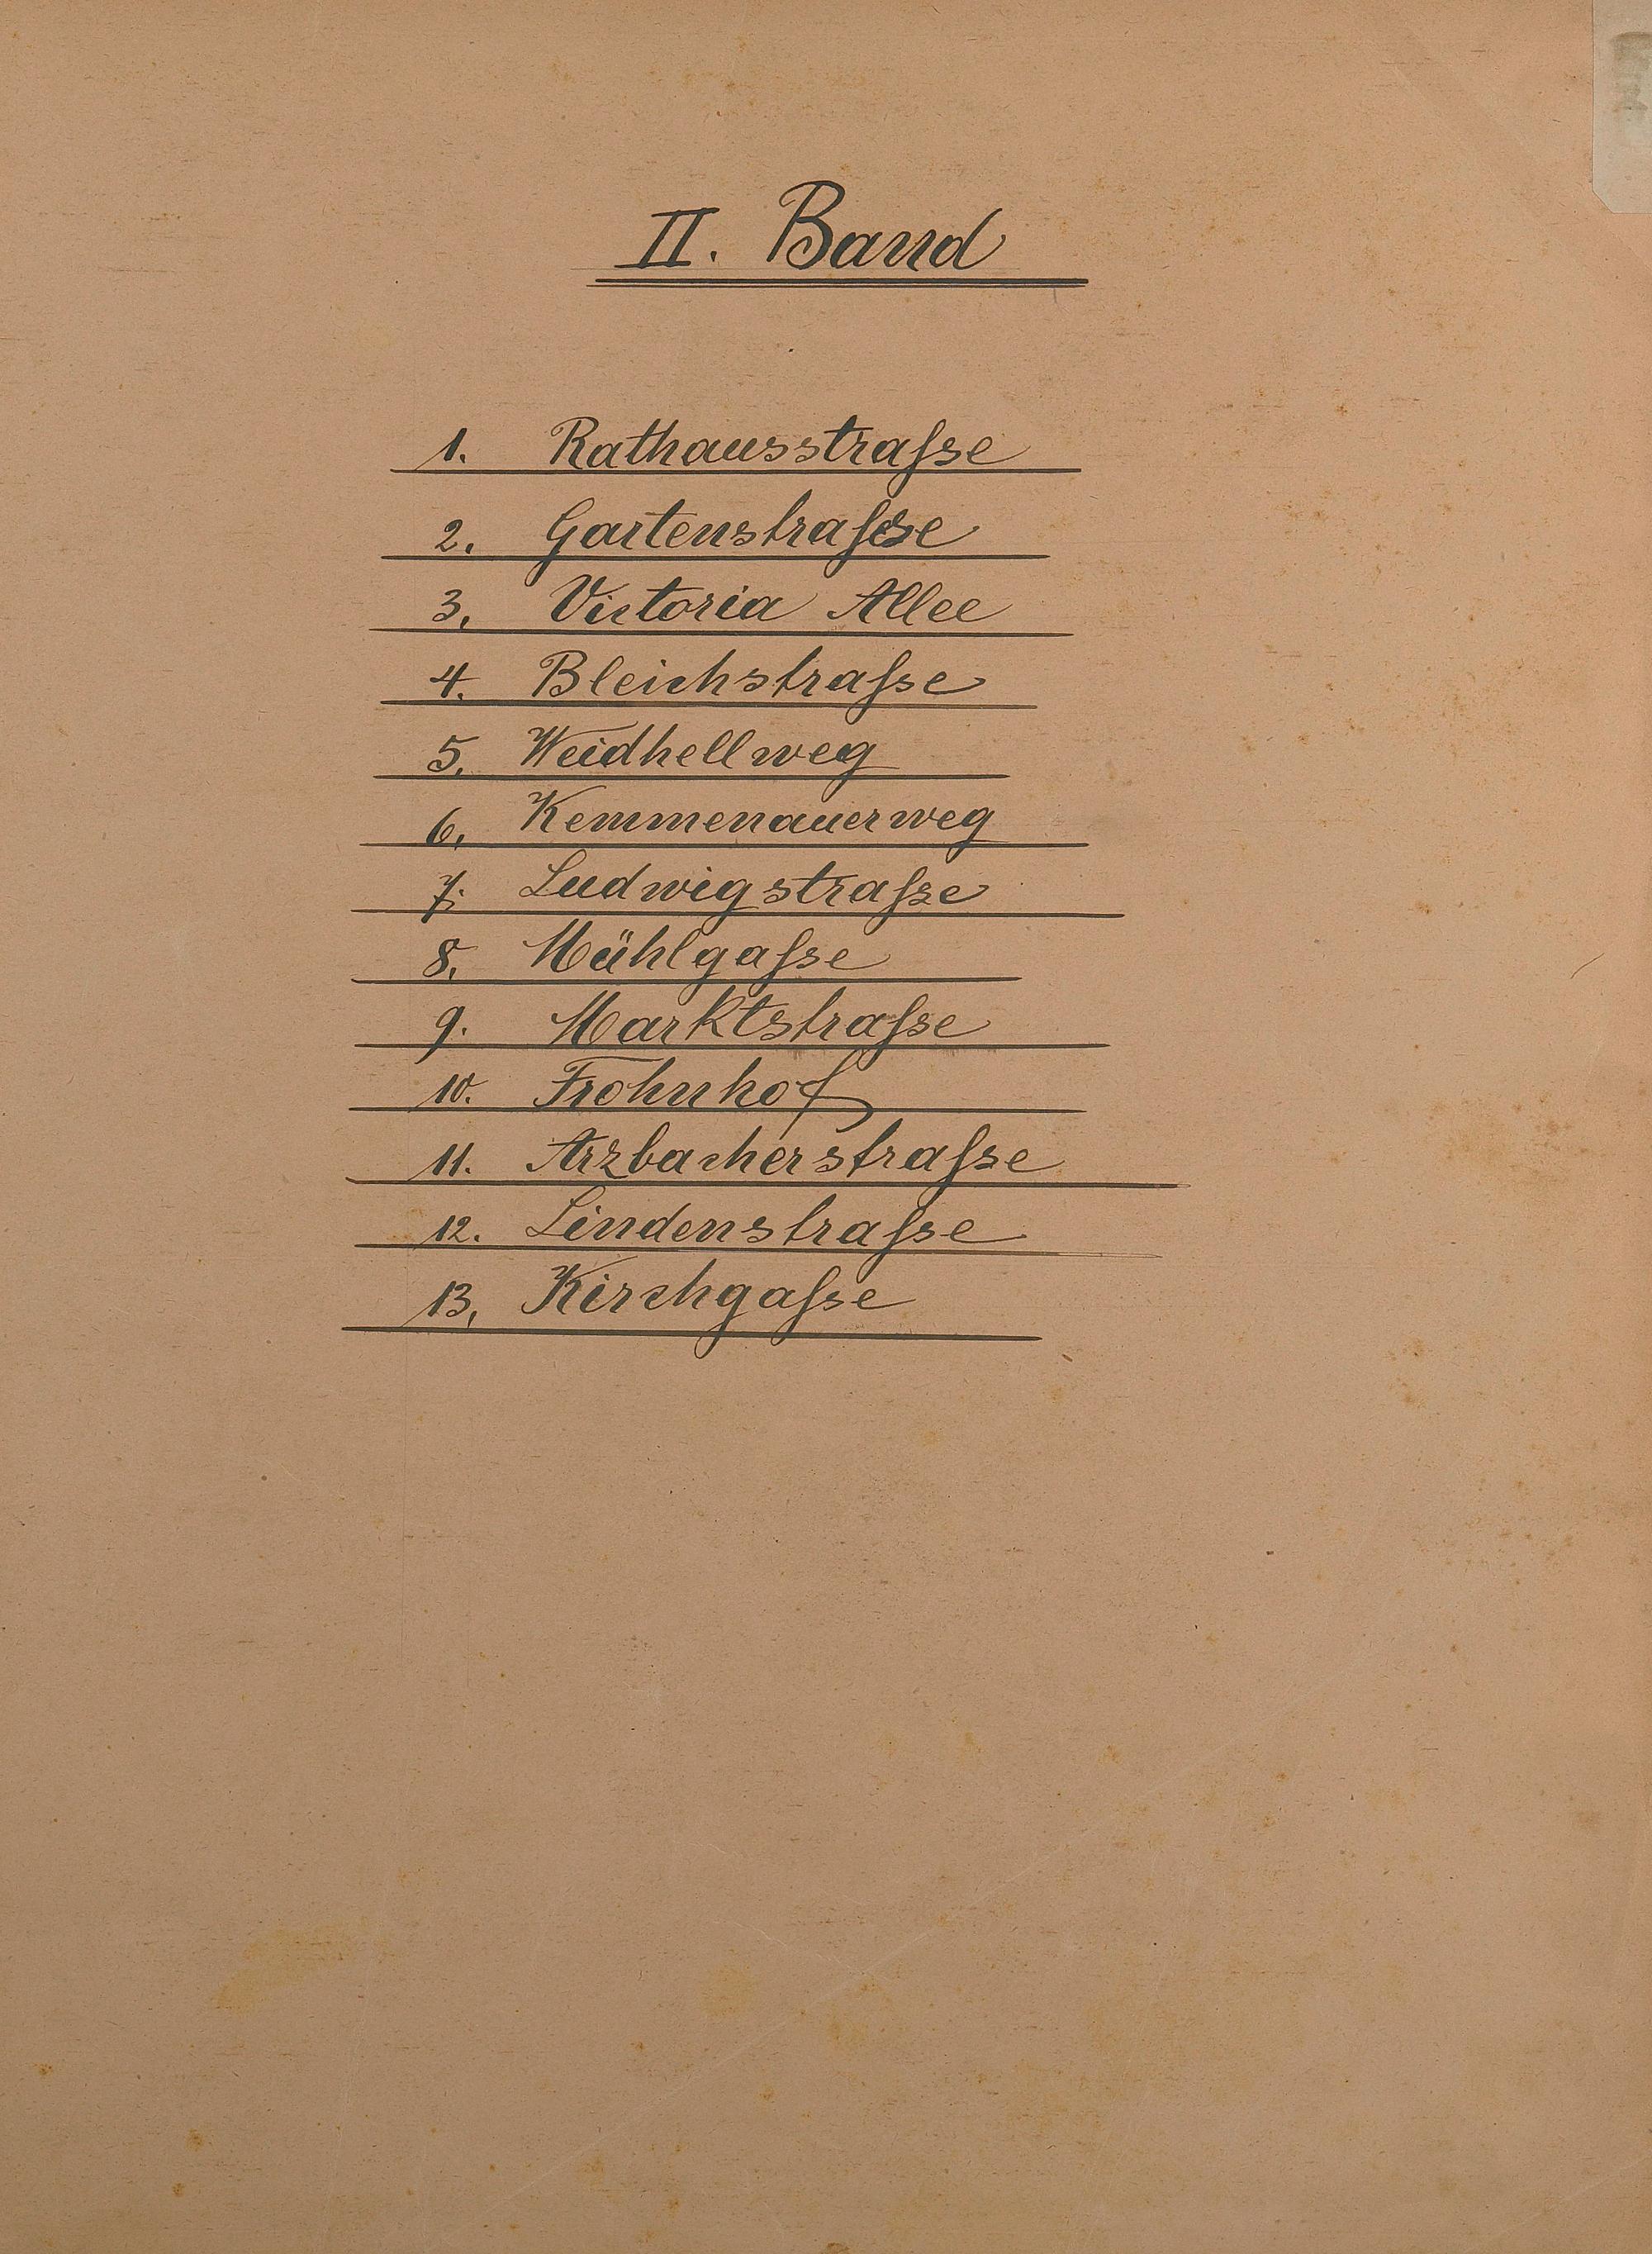 II. Band
1. Rathausstraſse
2. Gartenstraſse
3. Victoria Allee
4. Bleichstraſse
5. Weidhellweg
6. Kemmenauerweg
7. Ludwigstraſse
8. Mühlgaſse
9. Marktstraſse
10. Frohnhof
11. Arzbacherstraſse
12. Lindenstraſse
13. Kirchgaſse